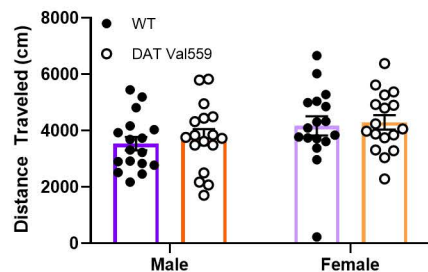 8000
6000
4000
2000
0
Distance Traveled (cm)
WT
DAT Val559
Male
Female